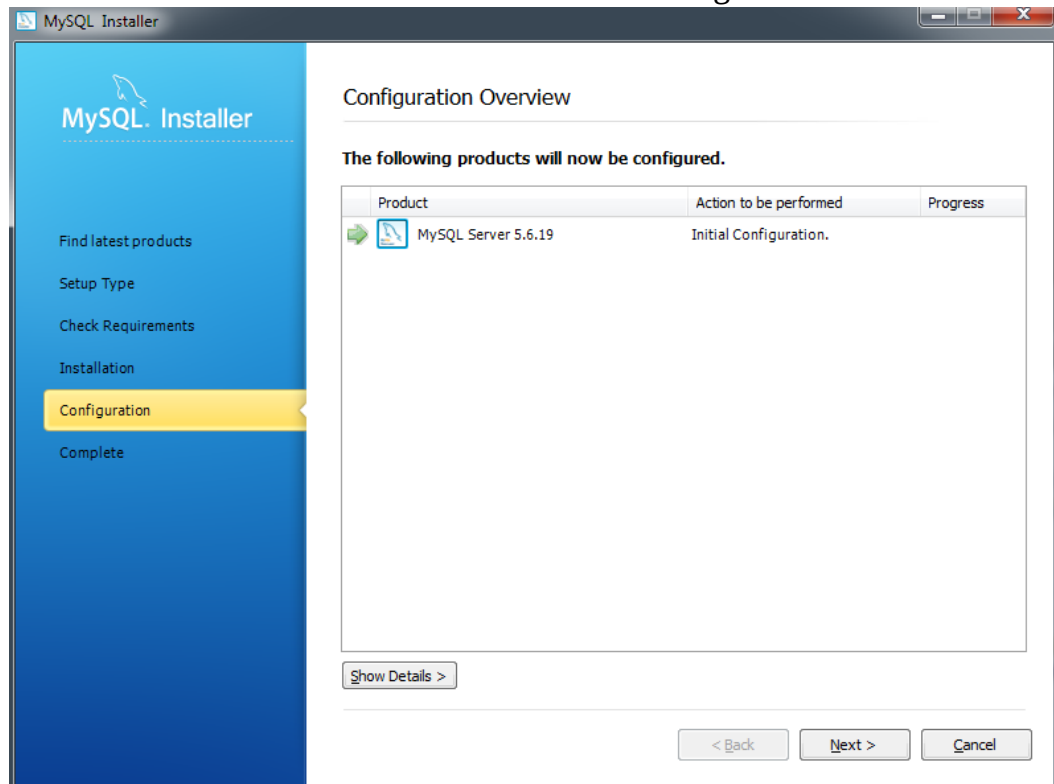 MySQL Installer
MySQL. Installer
Configuration Overview
The following products will now be configured.
Product Action to be performed Progress
MySQL Server 5.6.19 Initial Configuration.
Find latest products
Setup Type
Check Requirements
Installation
Configuration
Complete
Show Details >
< Back Next > Cancel